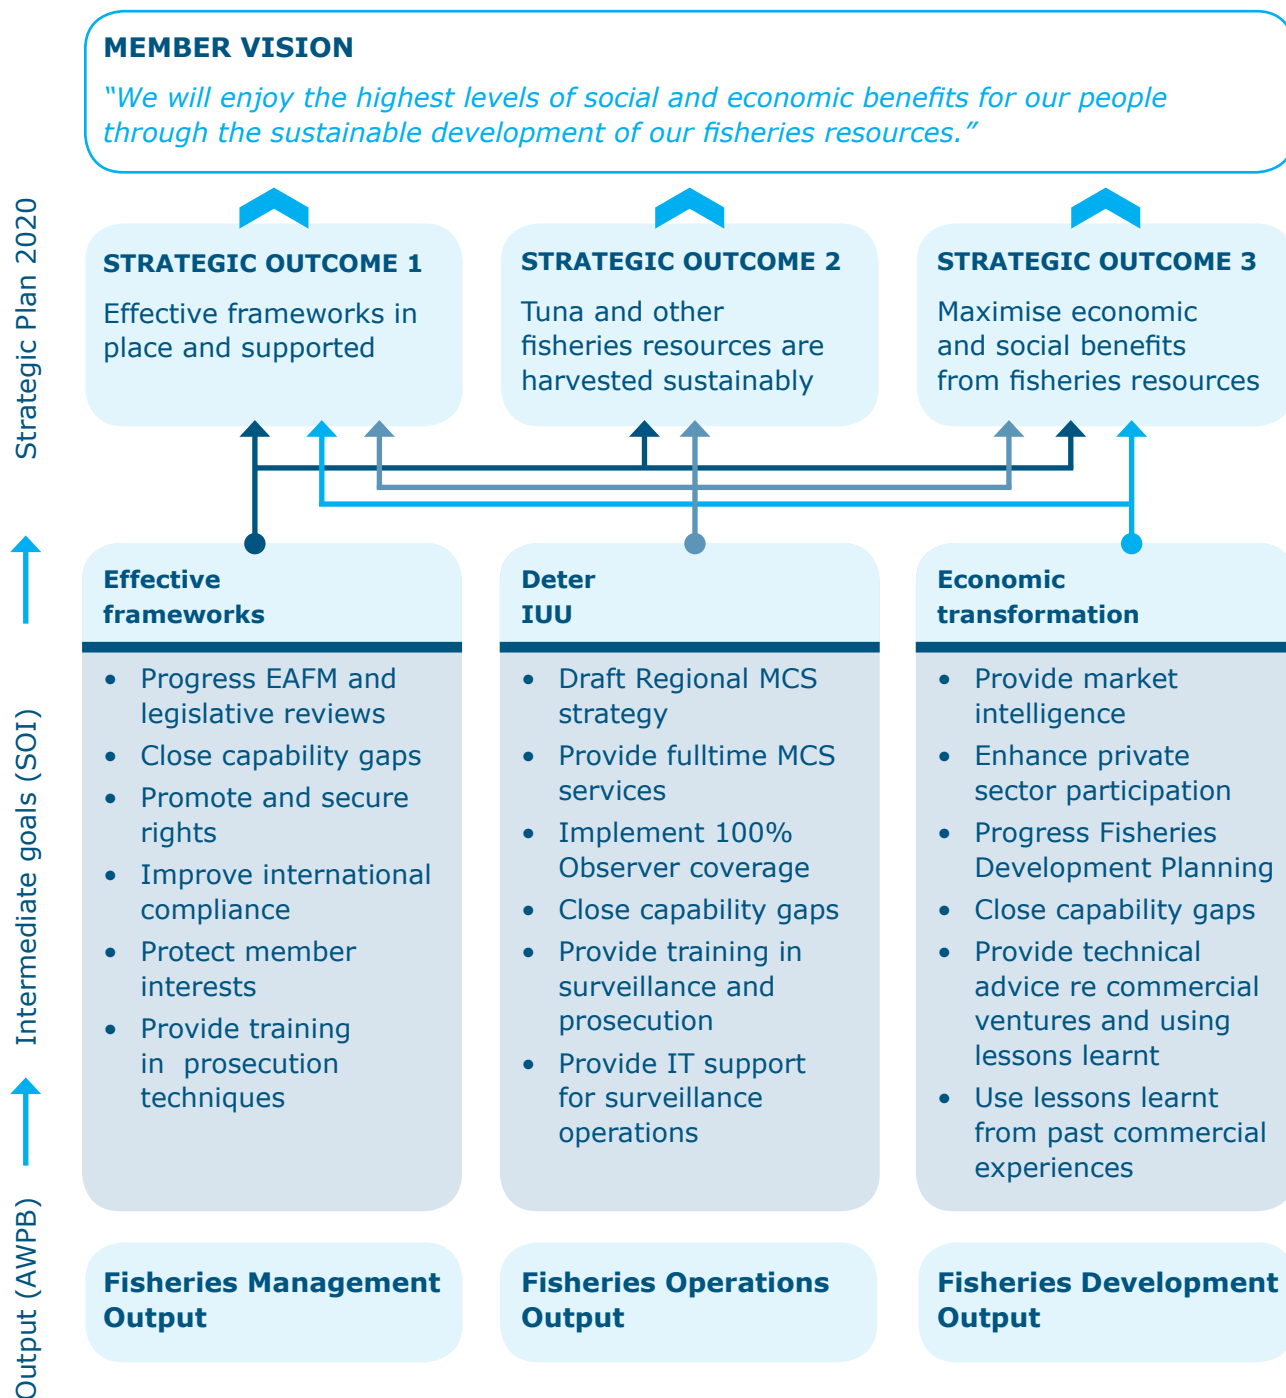 MEMBER VISION
“We will enjoy the highest levels of social and economic benefits for our people
through the sustainable development of our fisheries resources.”
Strategic Plan 2020
STRATEGIC OUTCOME 1
Effective frameworks in
place and supported
STRATEGIC OUTCOME 2
Tuna and other
fisheries resources are
harvested sustainably
STRATEGIC OUTCOME 3
Maximise economic
and social benefits
from fisheries resources
Intermediate goals (SOI)
Effective
frameworks
• Progress EAFM and
legislative reviews
• Close capability gaps
• Promote and secure
rights
• Improve international
compliance
• Protect member
interests
• Provide training
in  prosecution
techniques
Deter
IUU
• Draft Regional MCS
strategy
• Provide fulltime MCS
services
• Implement 100%
Observer coverage
• Close capability gaps
• Provide training in
surveillance and
prosecution
• Provide IT support
for surveillance
operations
Economic
transformation
• Provide market
intelligence
• Enhance private
sector participation
• Progress Fisheries
Development Planning
• Close capability gaps
• Provide technical
advice re commercial
ventures and using
lessons learnt
• Use lessons learnt
from past commercial
experiences
Output (AWPB)
Fisheries Management
Output
Fisheries Operations
Output
Fisheries Development
Output